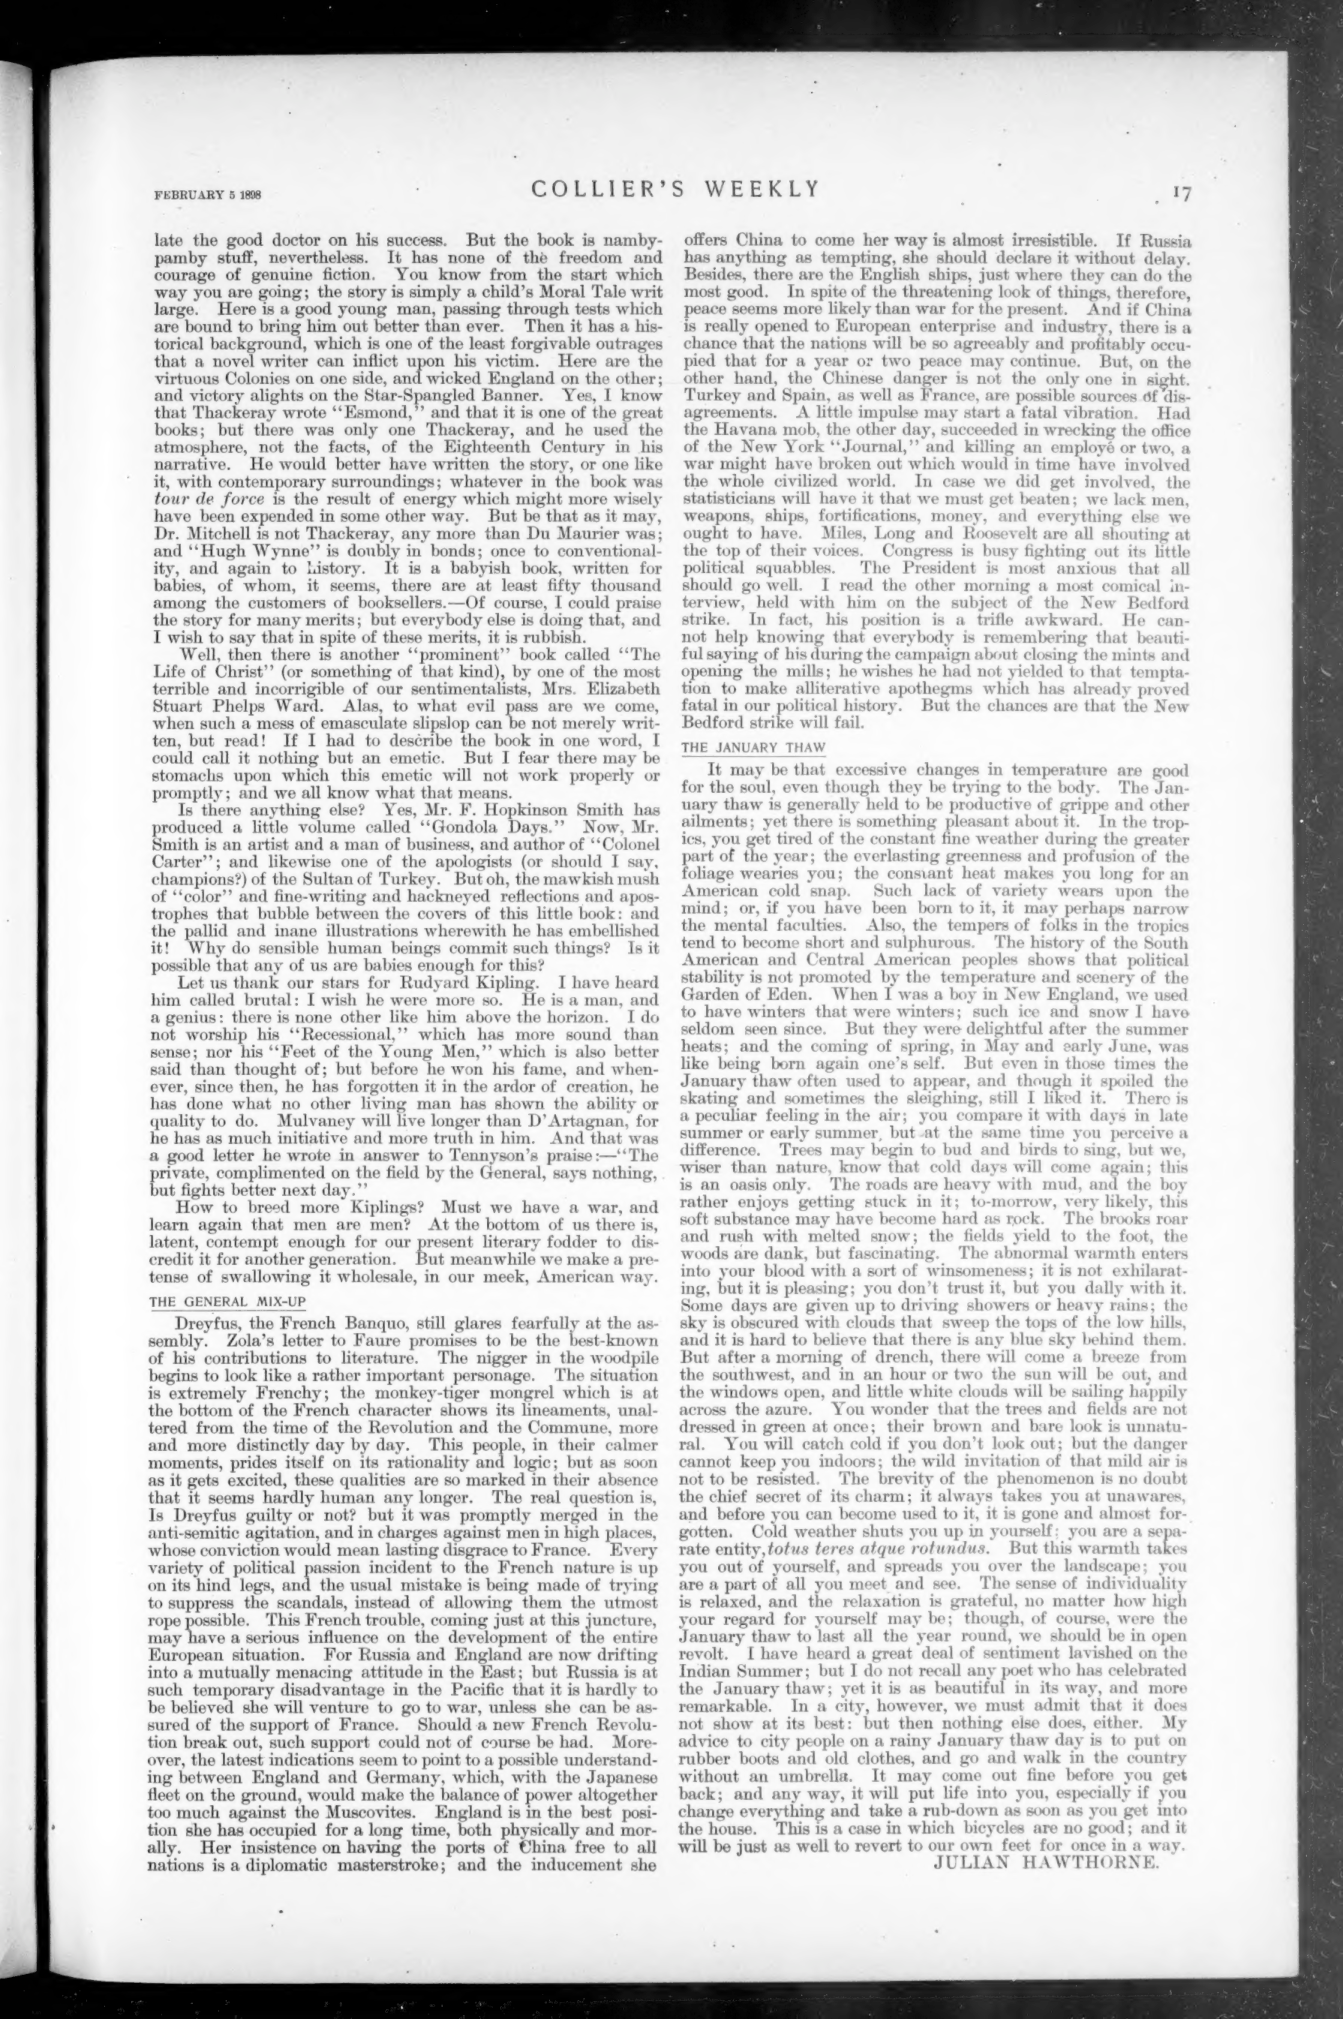 FEBRUARY 5 1898
COLLIER'S WEEKLY
17
late the good doctor on his success. But the book is namby-
pamby stuff, nevertheless. It has none of the freedom and
courage of genuine fiction. You know from the start which
way you are going; the story is simply a child's Moral Tale writ
large. Here is a good young man, passing through tests which
are bound to bring him out better than ever. Then it has a his-
torical background, which is one of the least forgivable outrages
that a novel writer can inflict upon his victim. Here are the
virtuous Colonies on one side, and wicked England on the other;
and victory alights on the Star-Spangled Banner. Yes, I know
that Thackeray wrote "Esmond," and that it is one of the great
books; but there was only one Thackeray, and he used the
atmosphere, not the facts, of the Eighteenth Century in his
narrative. He would better have written the story, or one like
it, with contemporary surroundings; whatever in the book was
tour de force is the result of energy which might more wisely
have been expended in some other way. But be that as it may,
Dr. Mitchell is not Thackeray, any more than Du Maurier was;
and "Hugh Wynne" is doubly in bonds; once to conventional-
ity, and again to history. It is a babyish book, written for
babies, of whom, it seems, there are at least fifty thousand
among the customers of booksellers.—Of course, I could praise
the story for many merits; but everybody else is doing that, and
I wish to say that in spite of these merits, it is rubbish.
Well, then there is another "prominent" book called "The
Life of Christ" (or something of that kind), by one of the most
terrible and incorrigible of our sentimentalists, Mrs. Elizabeth
Stuart Phelps Ward. Alas, to what evil pass are we come,
when such a mess of emasculate slipslop can be not merely writ-
ten, but read! If I had to describe the book in one word, I
could call it nothing but an emetic. But I fear there may be
stomachs upon which this emetic will not work properly or
promptly; and we all know what that means.
Is there anything else? Yes, Mr. F. Hopkinson Smith has
produced a little volume called "Gondola Days." Now, Mr.
Smith is an artist and a man of business, and author of "Colonel
Carter"; and likewise one of the apologists (or should I say,
champions?) of the Sultan of Turkey. But oh, the mawkish mush
of "color" and fine-writing and hackneyed reflections and apos-
trophes that bubble between the covers of this little book: and
the pallid and inane illustrations wherewith he has embellished
it! Why do sensible human beings commit such things? Is it
possible that any of us are babies enough for this?
Let us thank our stars for Rudyard Kipling. I have heard
him called brutal: I wish he were more so. He is a man, and
a genius: there is none other like him above the horizon. I do
not worship his "Recessional," which has more sound than
sense; nor his "Feet of the Young Men," which is also better
said than thought of; but before he won his fame, and when-
ever, since then, he has forgotten it in the ardor of creation, he
has done what no other living man has shown the ability or
quality to do. Mulvaney will live longer than D'Artagnan, for
he has as much initiative and more truth in him. And that was
a good letter he wrote in answer to Tennyson's praise:—"The
private, complimented on the field by the General, says nothing,
but fights better next day."
How to breed more Kiplings? Must we have a war, and
learn again that men are men? At the bottom of us there is,
latent, contempt enough for our present literary fodder to dis-
credit it for another generation. But meanwhile we make a pre-
tense of swallowing it wholesale, in our meek, American way.
THE GENERAL MIX-UP
Dreyfus, the French Banquo, still glares fearfully at the as-
sembly. Zola's letter to Faure promises to be the best-known
of his contributions to literature. The nigger in the woodpile
begins to look like a rather important personage. The situation
is extremely Frenchy; the monkey-tiger mongrel which is at
the bottom of the French character shows its lineaments, unal-
tered from the time of the Revolution and the Commune, more
and more distinctly day by day. This people, in their calmer
moments, prides itself on its rationality and logic; but as soon
as it gets excited, these qualities are so marked in their absence
that it seems hardly human any longer. The real question is,
Is Dreyfus guilty or not? but it was promptly merged in the
anti-semitic agitation, and in charges against men in high places,
whose conviction would mean lasting disgrace to France. Every
variety of political passion incident to the French nature is up
on its hind legs, and the usual mistake is being made of trying
to suppress the scandals, instead of allowing them the utmost
rope possible. This French trouble, coming just at this juncture,
may have a serious influence on the development of the entire
European situation. For Russia and England are now drifting
into a mutually menacing attitude in the East; but Russia is at
such temporary disadvantage in the Pacific that it is hardly to
be believed she will venture to go to war, unless she can be as-
sured of the support of France. Should a new French Revolu-
tion break out, such support could not of course be had. More-
over, the latest indications seem to point to a possible understand-
ing between England and Germany, which, with the Japanese
fleet on the ground, would make the balance of power altogether
too much against the Muscovites. England is in the best posi-
tion she has occupied for a long time, both physically and mor-
ally. Her insistence on having the ports of China free to all
nations is a diplomatic masterstroke; and the inducement she
offers China to come her way is almost irresistible. If Russia
has anything as tempting, she should declare it without delay.
Besides, there are the English ships, just where they can do the
most good. In spite of the threatening look of things, therefore,
peace seems more likely than war for the present. And if China
is really opened to European enterprise and industry, there is a
chance that the nations will be so agreeably and profitably occu-
pied that for a year or two peace may continue. But, on the
other hand, the Chinese danger is not the only one in sight.
Turkey and Spain, as well as France, are possible sources of dis-
agreements. A little impulse may start a fatal vibration. Had
the Havana mob, the other day, succeeded in wrecking the office
of the New York "Journal," and killing an employé or two, a
war might have broken out which would in time have involved
the whole civilized world. In case we did get involved, the
statisticians will have it that we must get beaten; we lack men,
weapons, ships, fortifications, money, and everything else we
ought to have. Miles, Long and Roosevelt are all shouting at
the top of their voices. Congress is busy fighting out its little
political squabbles. The President is most anxious that all
should go well. I read the other morning a most comical in-
terview, held with him on the subject of the New Bedford
strike. In fact, his position is a trifle awkward. He can-
not help knowing that everybody is remembering that beauti-
ful saying of his during the campaign about closing the mints and
opening the mills; he wishes he had not yielded to that tempta-
tion to make alliterative apothegms which has already proved
fatal in our political history. But the chances are that the New
Bedford strike will fail.
THE JANUARY THAW
It may be that excessive changes in temperature are good
for the soul, even though they be trying to the body. The Jan-
uary thaw is generally held to be productive of grippe and other
ailments; yet there is something pleasant about it. In the trop-
ics, you get tired of the constant fine weather during the greater
part of the year; the everlasting greenness and profusion of the
foliage wearies you; the constant heat makes you long for an
American cold snap. Such lack of variety wears upon the
mind; or, if you have been born to it, it may perhaps narrow
the mental faculties. Also, the tempers of folks in the tropics
tend to become short and sulphurous. The history of the South
American and Central American peoples shows that political
stability is not promoted by the temperature and scenery of the
Garden of Eden. When I was a boy in New England, we used
to have winters that were winters; such ice and snow I have
seldom seen since. But they were delightful after the summer
heats; and the coming of spring, in May and early June, was
like being born again one's self. But even in those times the
January thaw often used to appear, and though it spoiled the
skating and sometimes the sleighing, still I liked it. There is
a peculiar feeling in the air; you compare it with days in late
summer or early summer, but at the same time you perceive a
difference. Trees may begin to bud and birds to sing, but we,
wiser than nature, know that cold days will come again; this
is an oasis only. The roads are heavy with mud, and the boy
rather enjoys getting stuck in it; to-morrow, very likely, this
soft substance may have become hard as rock. The brooks roar
and rush with melted snow; the fields yield to the foot, the
woods are dank, but fascinating. The abnormal warmth enters
into your blood with a sort of winsomeness; it is not exhilarat-
ing, but it is pleasing; you don't trust it, but you dally with it.
Some days are given up to driving showers or heavy rains; the
sky is obscured with clouds that sweep the tops of the low hills,
and it is hard to believe that there is any blue sky behind them.
But after a morning of drench, there will come a breeze from
the southwest, and in an hour or two the sun will be out, and
the windows open, and little white clouds will be sailing happily
across the azure. You wonder that the trees and fields are not
dressed in green at once; their brown and bare look is unnatu-
ral. You will catch cold if you don't look out; but the danger
cannot keep you indoors; the wild invitation of that mild air is
not to be resisted. The brevity of the phenomenon is no doubt
the chief secret of its charm; it always takes you at unawares,
and before you can become used to it, it is gone and almost for-
gotten. Cold weather shuts you up in yourself; you are a sepa-
rate entity, totus teres atque rotundus. But this warmth takes
you out of yourself, and spreads you over the landscape; you
are a part of all you meet and see. The sense of individuality
is relaxed, and the relaxation is grateful, no matter how high
your regard for yourself may be; though, of course, were the
January thaw to last all the year round, we should be in open
revolt. I have heard a great deal of sentiment lavished on the
Indian Summer; but I do not recall any poet who has celebrated
the January thaw; yet it is as beautiful in its way, and more
remarkable. In a city, however, we must admit that it does
not show at its best: but then nothing else does, either. My
advice to city people on a rainy January thaw day is to put on
rubber boots and old clothes, and go and walk in the country
without an umbrella. It may come out fine before you get
back; and any way, it will put life into you, especially if you
change everything and take a rub-down as soon as you get into
the house. This is a case in which bicycles are no good; and it
will be just as well to revert to our own feet for once in a way.
JULIAN HAWTHORNE.